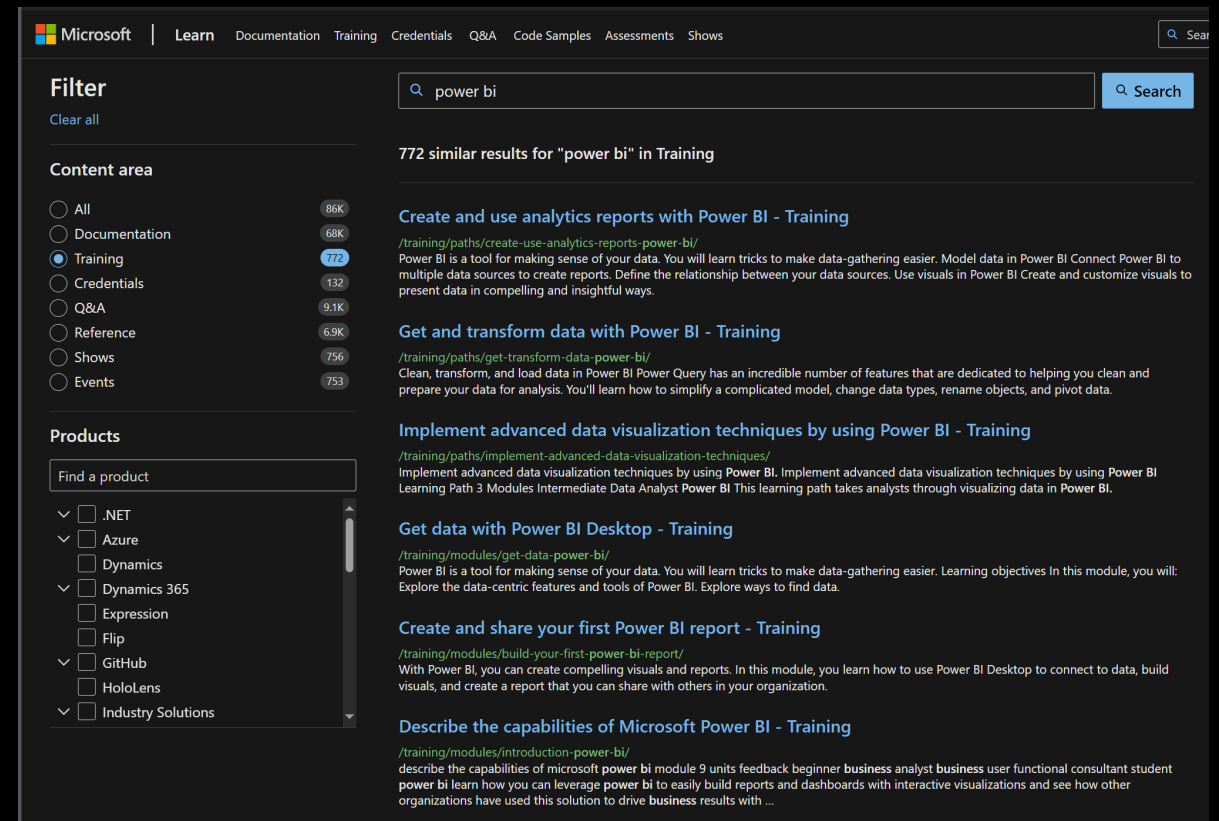 Microsoft | Learn Documentation Training Credentials Q&A Code Samples Assessments Shows
Filter
Clear all
Content area
All 86K
Documentation 68K
Training 772
Credentials 132
Q&A 9.1K
Reference 6.9K
Shows 756
Events 753
Products
Find a product
.NET
Azure
Dynamics
Dynamics 365
Expression
Flip
GitHub
HoloLens
Industry Solutions
power bi
Search
772 similar results for "power bi" in Training
Create and use analytics reports with Power BI - Training
/training/paths/create-use-analytics-reports-power-bi/
Power BI is a tool for making sense of your data. You will learn tricks to make data-gathering easier. Model data in Power BI Connect Power BI to
multiple data sources to create reports. Define the relationship between your data sources. Use visuals in Power BI Create and customize visuals to
present data in compelling and insightful ways.
Get and transform data with Power BI - Training
/training/paths/get-transform-data-power-bi/
Clean, transform, and load data in Power BI Power Query has an incredible number of features that are dedicated to helping you clean and
prepare your data for analysis. You'll learn how to simplify a complicated model, change data types, rename objects, and pivot data.
Implement advanced data visualization techniques by using Power BI - Training
/training/paths/implement-advanced-data-visualization-techniques/
Implement advanced data visualization techniques by using Power BI. Implement advanced data visualization techniques by using Power BI
Learning Path 3 Modules Intermediate Data Analyst Power BI This learning path takes analysts through visualizing data in Power BI.
Get data with Power BI Desktop - Training
/training/modules/get-data-power-bi/
Power BI is a tool for making sense of your data. You will learn tricks to make data-gathering easier. Learning objectives In this module, you will:
Explore the data-centric features and tools of Power BI. Explore ways to find data.
Create and share your first Power BI report - Training
/training/modules/build-your-first-power-bi-report/
With Power BI, you can create compelling visuals and reports. In this module, you learn how to use Power BI Desktop to connect to data, build
visuals, and create a report that you can share with others in your organization.
Describe the capabilities of Microsoft Power BI - Training
/training/modules/introduction-power-bi/
describe the capabilities of microsoft power bi module 9 units feedback beginner business analyst business user functional consultant student
power bi learn how you can leverage power bi to easily build reports and dashboards with interactive visualizations and see how other
organizations have used this solution to drive business results with ...